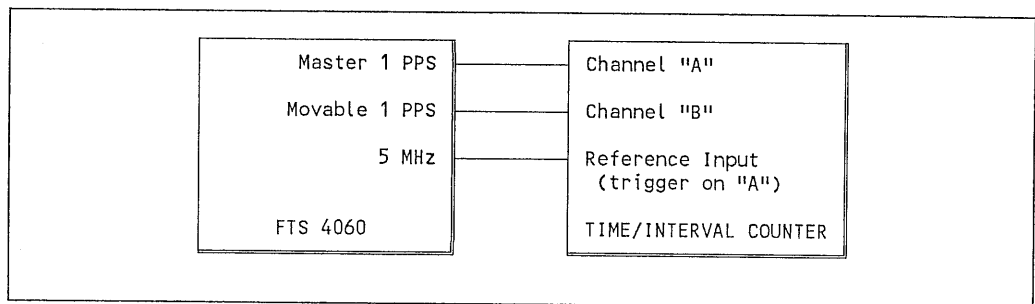 Master 1 PPS
Movable 1 PPS
5 MHz
FTS 4060
Channel "A"
Channel "B"
Reference Input
(trigger on "A")
TIME/INTERVAL COUNTER